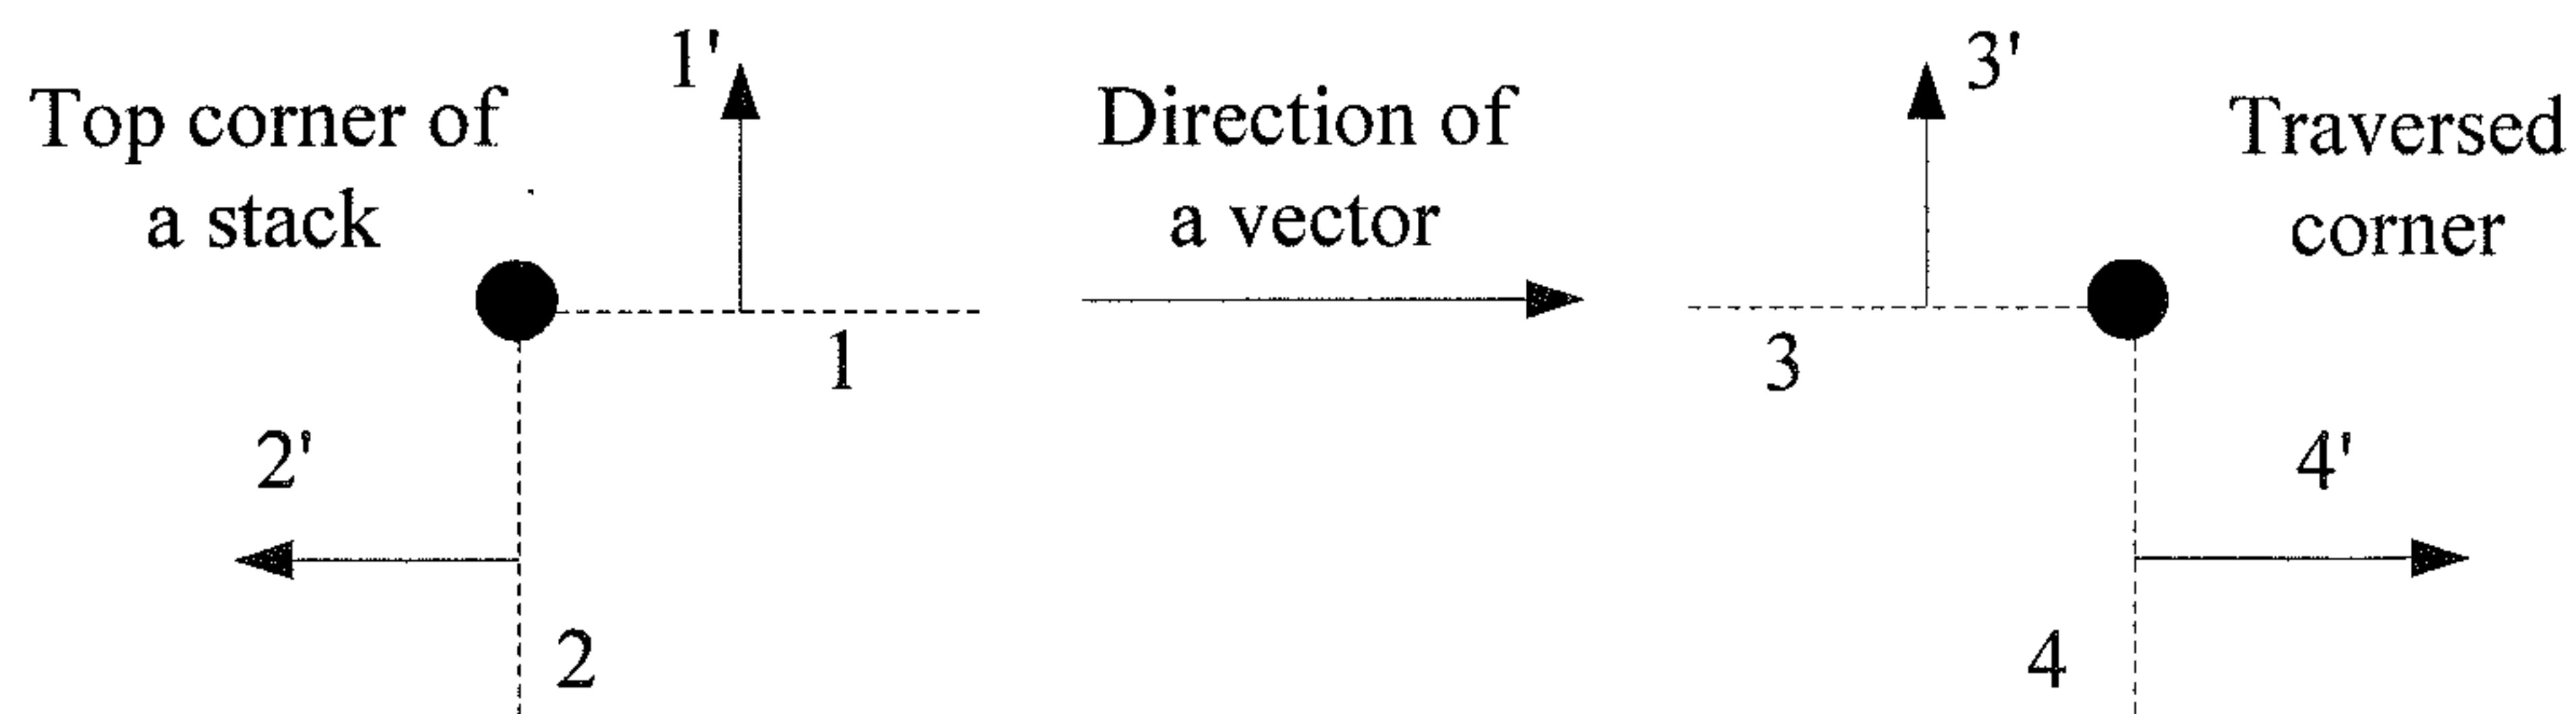 Top corner of
a stack
1'
1
2'
2
Direction of
a vector
3'
3
Traversed
corner
4'
4